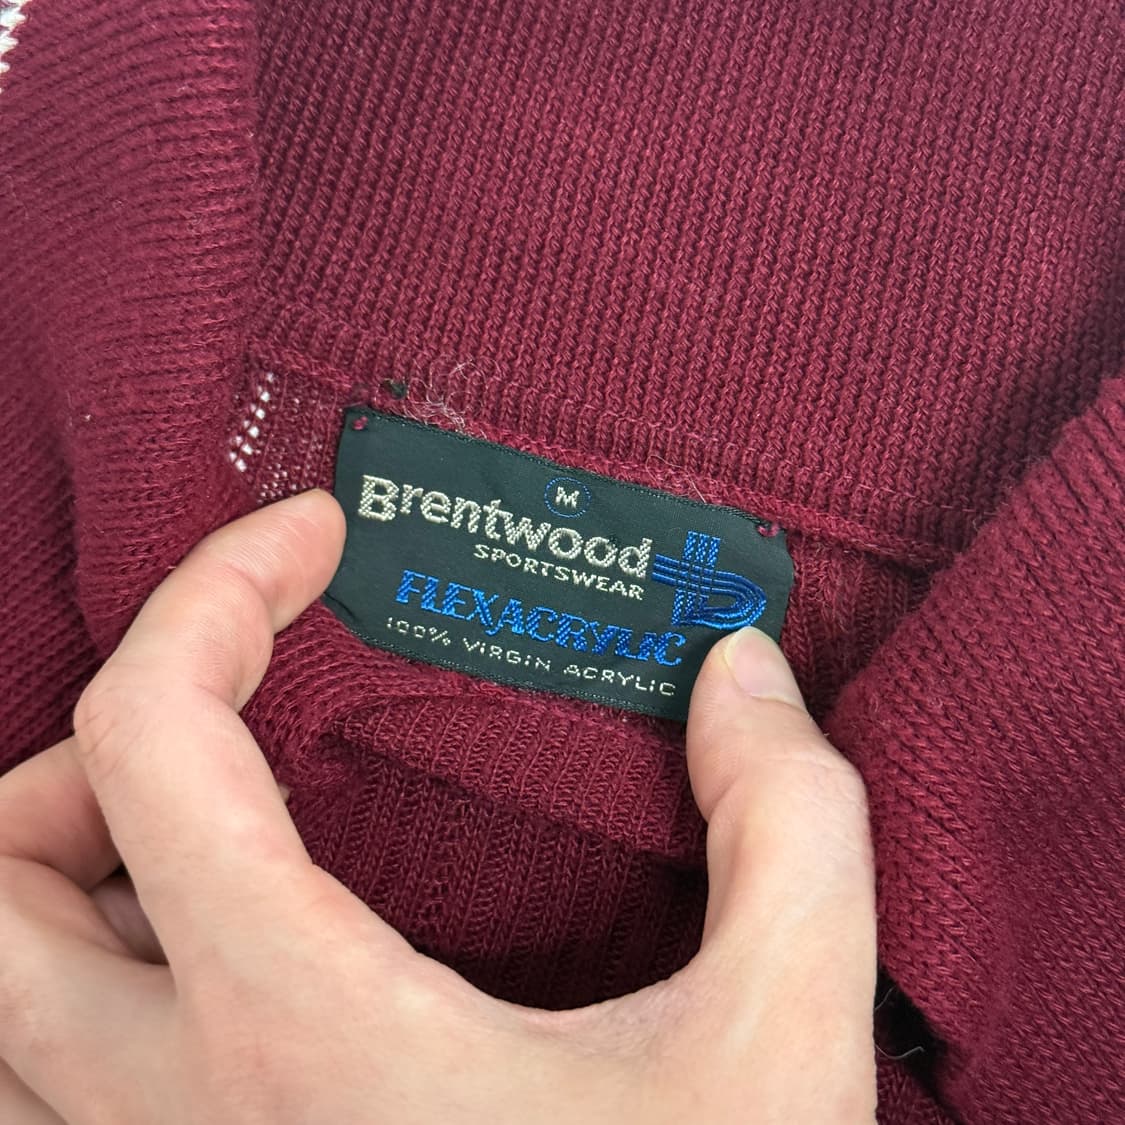 M
Brentwood
SPORTSWEAR
FLEXACRYLIC
100% VIRGIN ACRYLIC